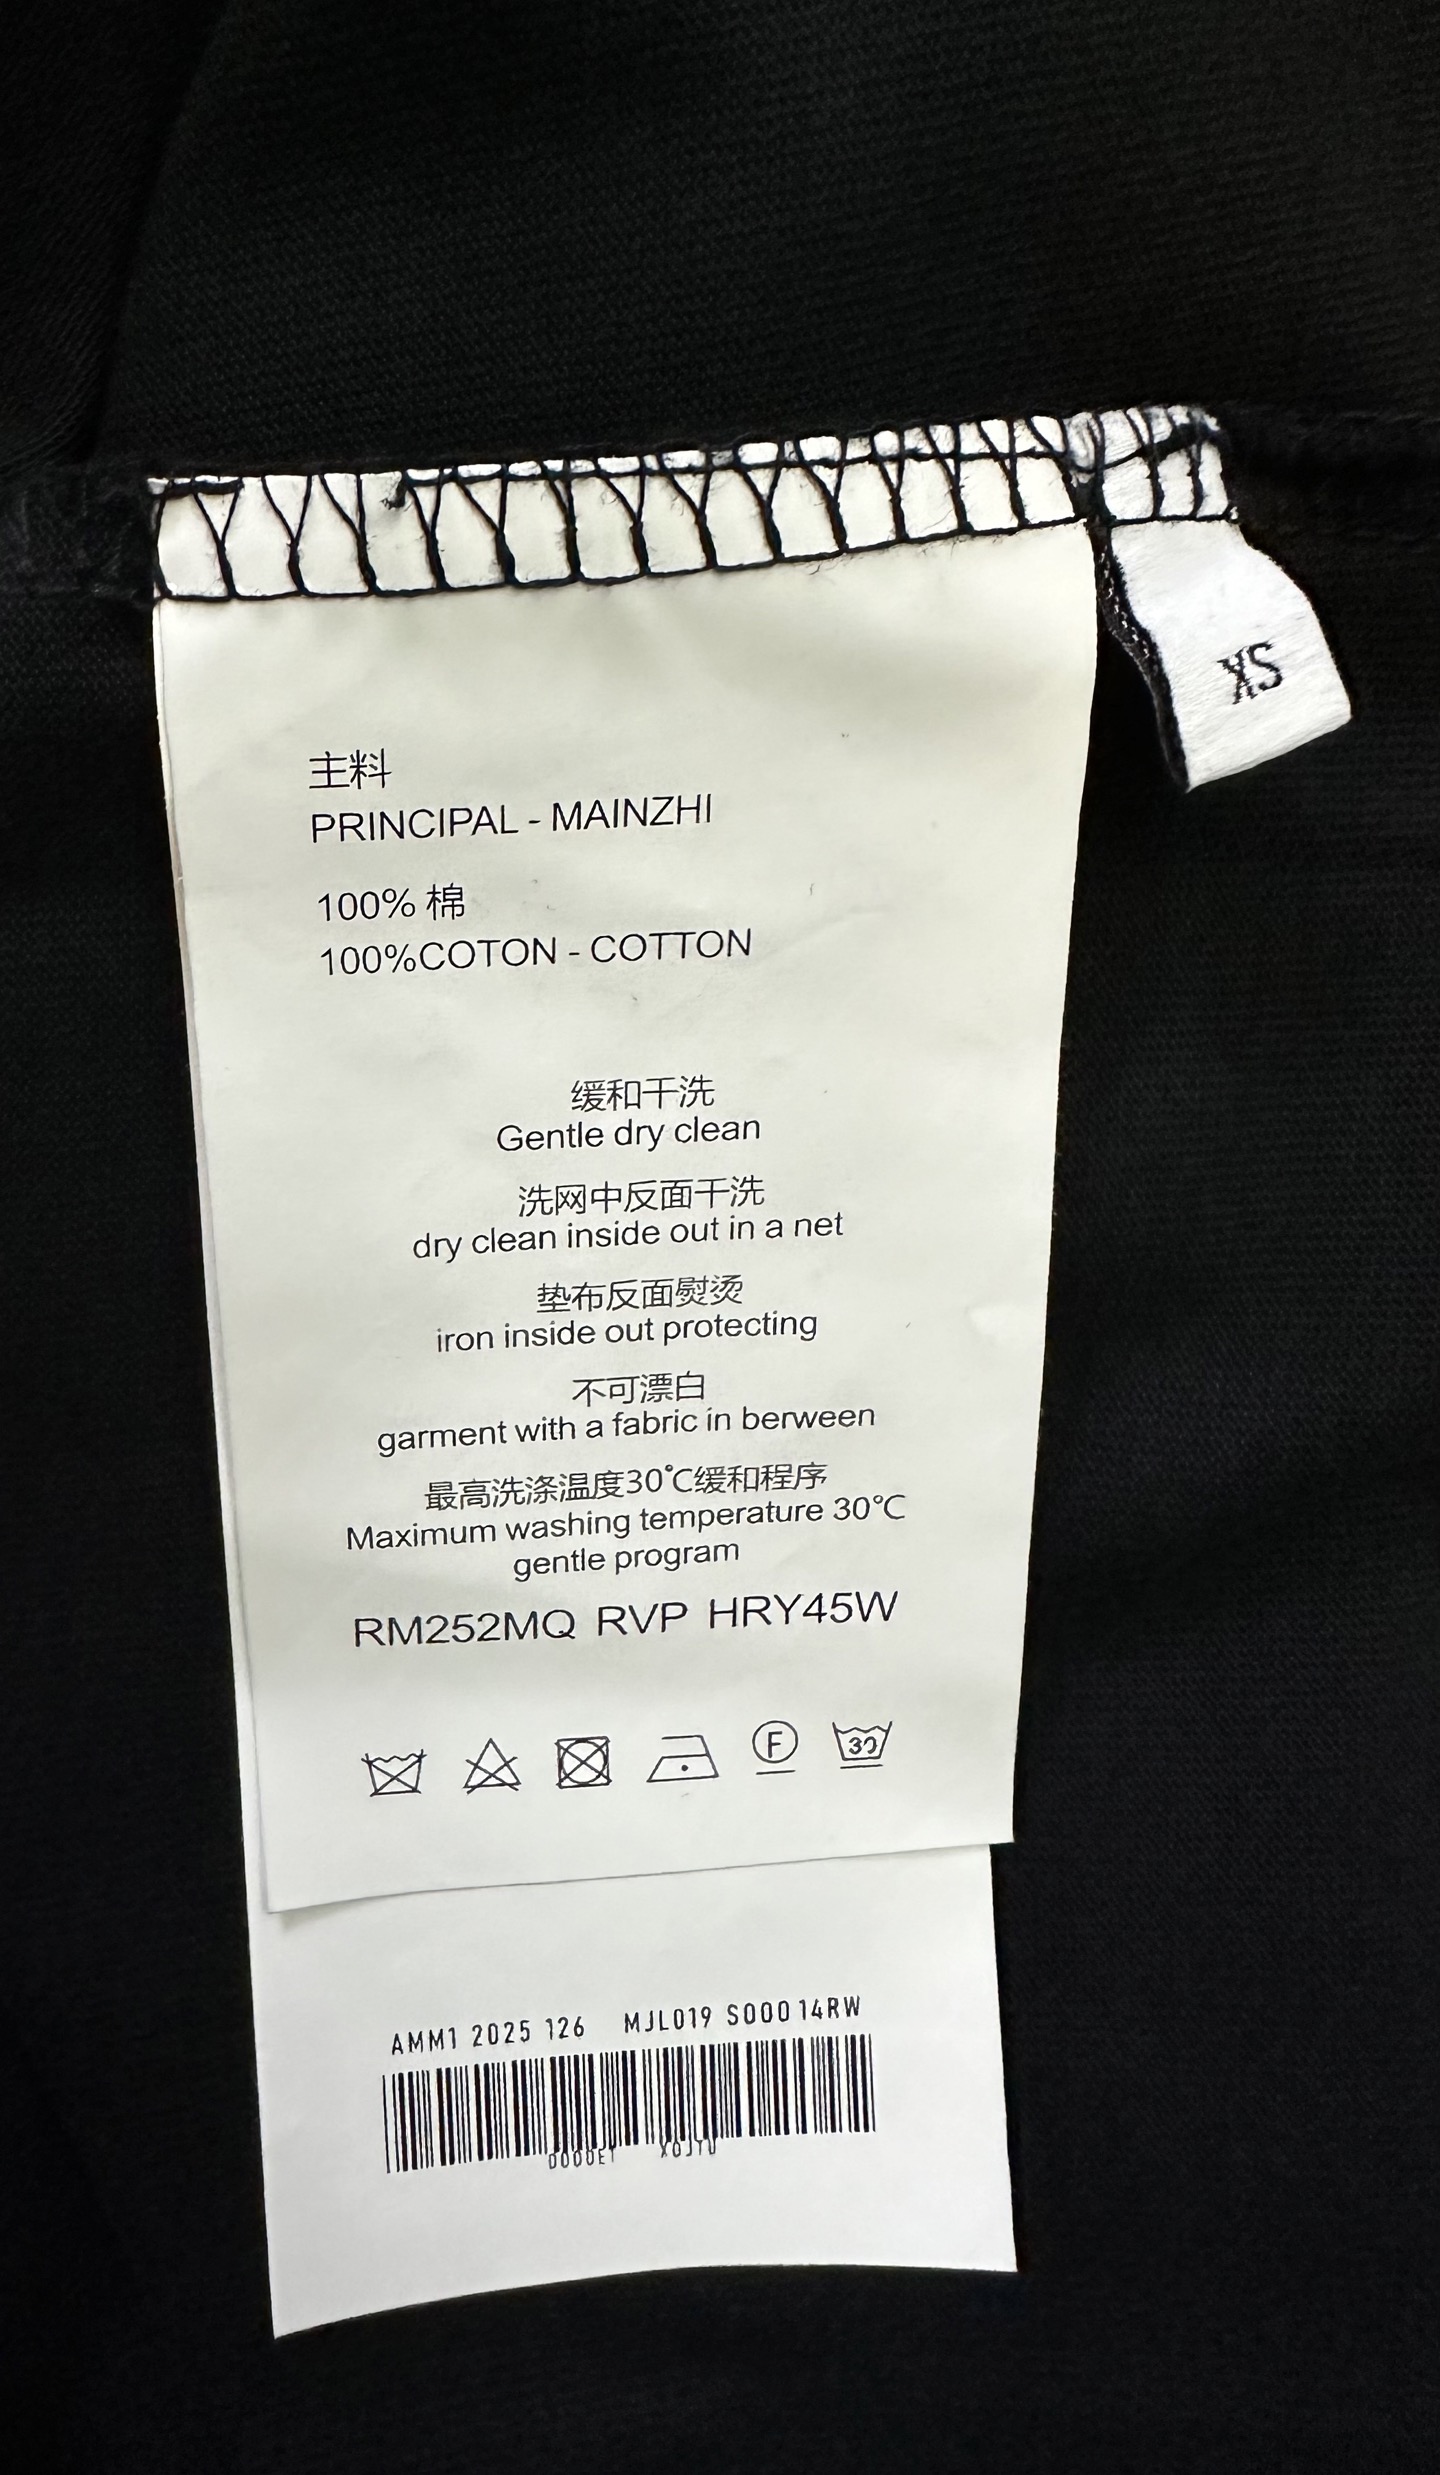 XS
主料
PRINCIPAL - MAINZHI
100% 棉
100%COTON - COTTON
缓和干洗
Gentle dry clean
洗网中反面干洗
dry clean inside out in a net
垫布反面熨烫
iron inside out protecting
不可漂白
garment with a fabric in berween
最高洗涤温度30℃缓和程序
Maximum washing temperature 30℃
gentle program
RM252MQ RVP HRY45W
F 30
AMM1 2025 126 MJL019 S00014RW